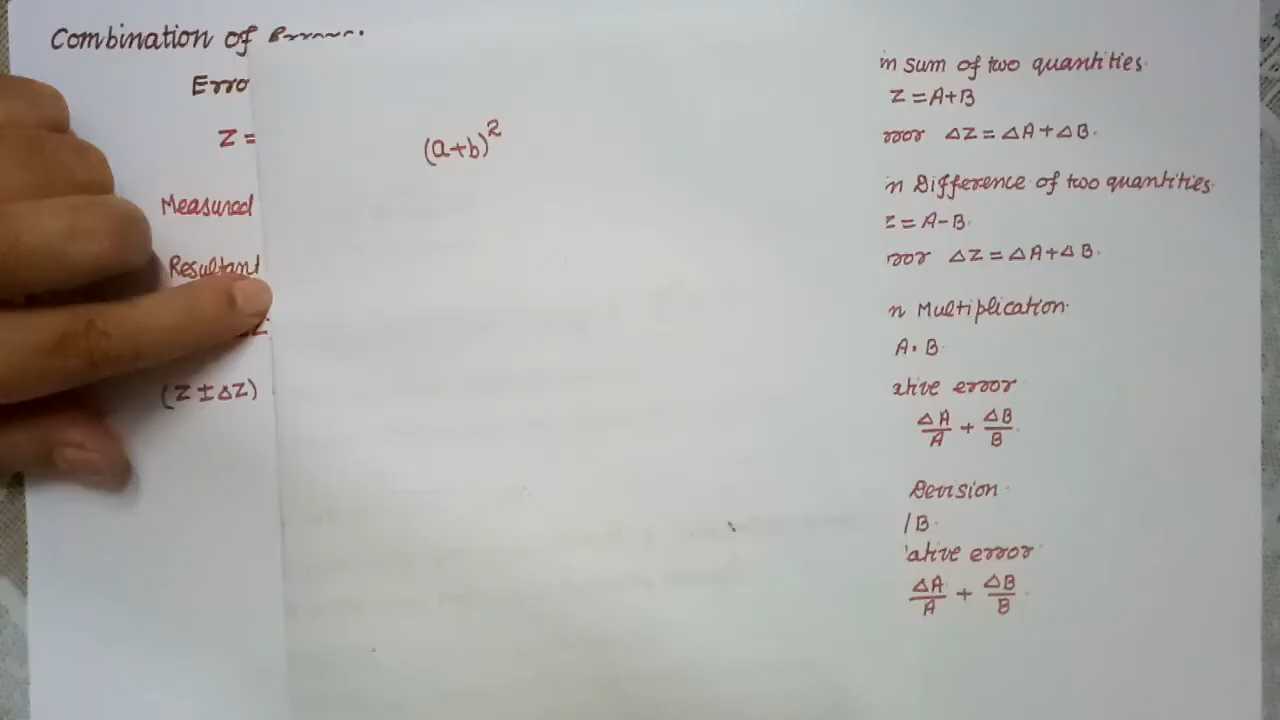 Combination of
Erro
Z =
Measured
Resultant
(Z ± ΔZ)
(a+b)²
in sum of two quantities
Z = A+B
rror ΔZ = ΔA + ΔB.
n Difference of two quantities.
Z = A-B.
rror ΔZ = ΔA + ΔB.
n Multiplication
A · B
ative error
ΔA/A + ΔB/B
Devision
/B
ative error
ΔA/A + ΔB/B